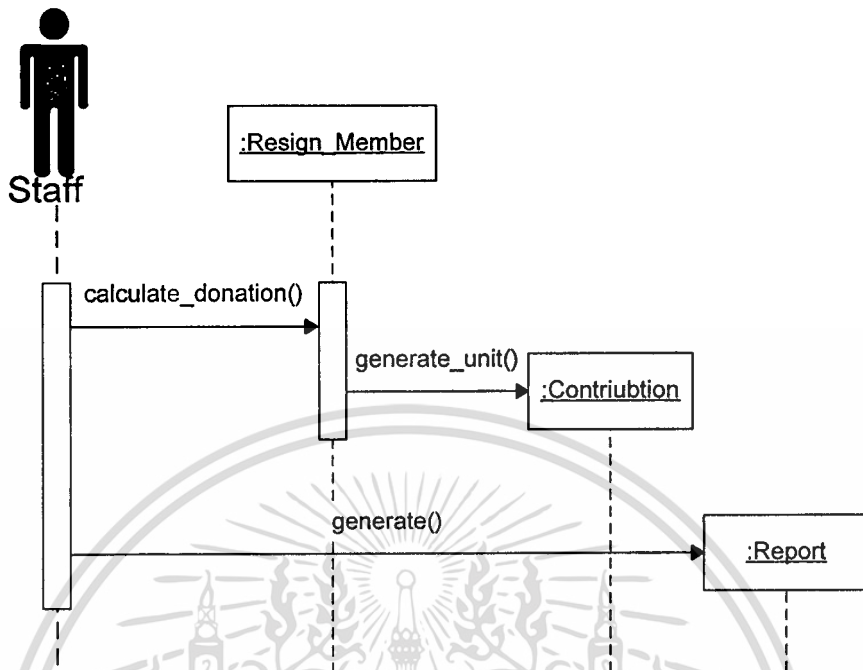 :Resign_Member
Staff
calculate_donation()
generate_unit()
:Contriubtion
generate()
:Report